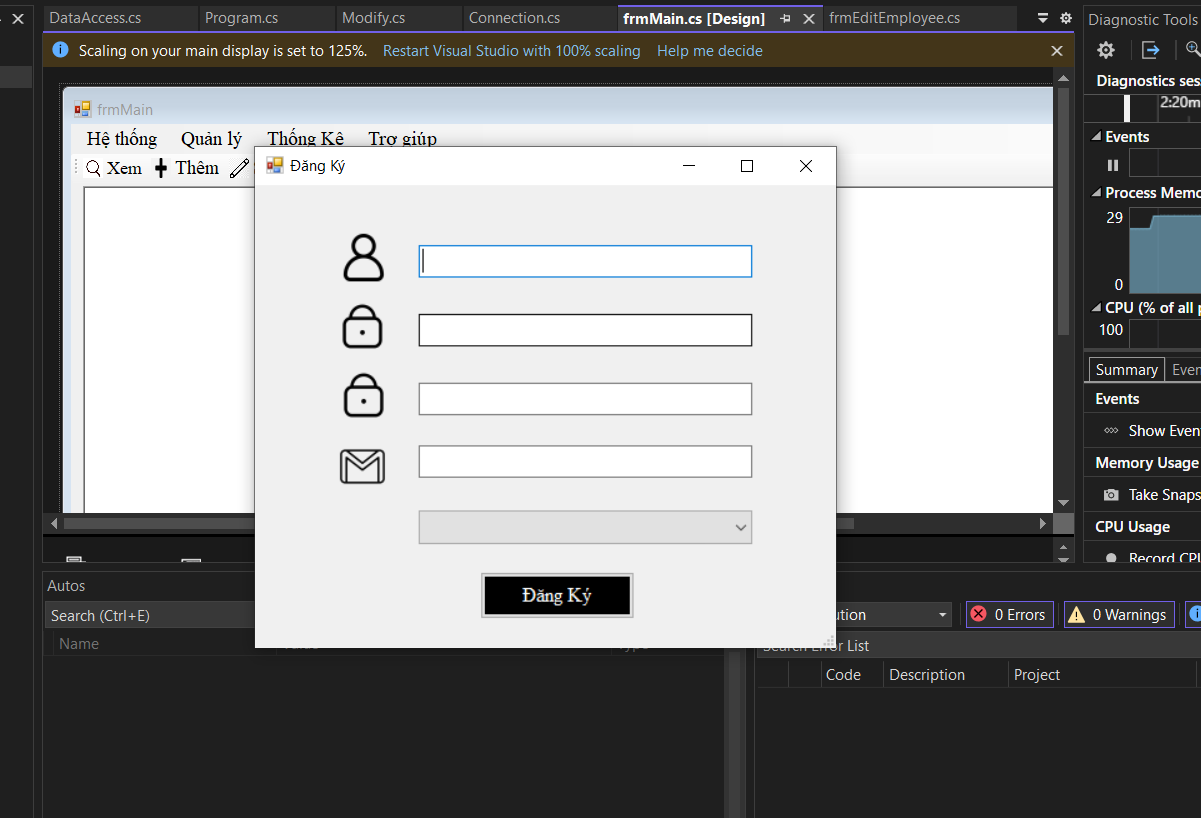 DataAccess.cs Program.cs Modify.cs Connection.cs frmMain.cs [Design] frmEditEmployee.cs
Diagnostic Tools
Scaling on your main display is set to 125%. Restart Visual Studio with 100% scaling Help me decide
Diagnostics ses
2:20m
frmMain
Hệ thống Quản lý Thống Kê Trợ giúp
Xem Thêm
Đăng Ký
Events
Process Memo
29
0
CPU (% of all p
100
Summary Even
Events
Show Even
Memory Usage
Take Snaps
CPU Usage
Record CPU
Đăng Ký
Autos
Search (Ctrl+E)
Name
ution 0 Errors 0 Warnings
Search Error List
Code Description Project